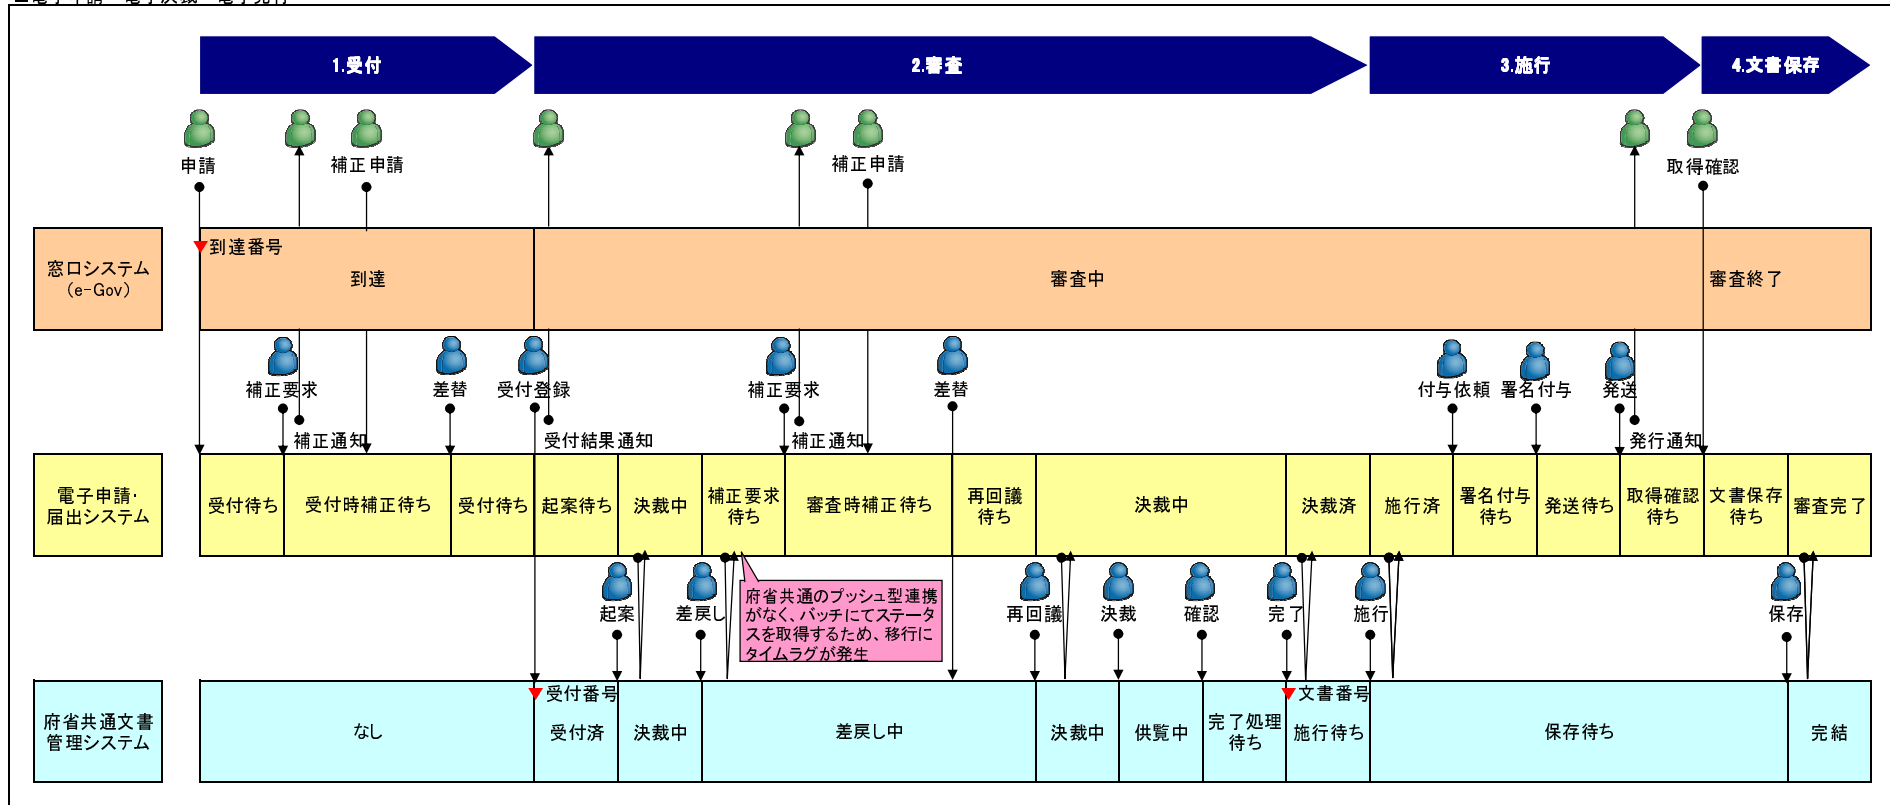 1.受付
2.審査
3.施行
4.文書保存
申請
補正申請
補正申請
取得確認
窓口システム
（e-Gov）
到達番号
到達
審査中
審査終了
補正要求
差替
受付登録
補正要求
差替
付与依頼
署名付与
発送
補正通知
受付結果通知
補正通知
発行通知
電子申請・
届出システム
受付待ち
受付時補正待ち
受付待ち
起案待ち
決裁中
補正要求
待ち
審査時補正待ち
再回議
待ち
決裁中
決裁済
施行済
署名付与
待ち
発送待ち
取得確認
待ち
文書保存
待ち
審査完了
起案
差戻し
府省共通のプッシュ型連携
がなく、バッチにてステータ
スを取得するため、移行に
タイムラグが発生
再回議
決裁
確認
完了
施行
保存
府省共通文書
管理システム
なし
受付番号
受付済
決裁中
差戻し中
決裁中
供覧中
完了処理
待ち
文書番号
施行待ち
保存待ち
完結